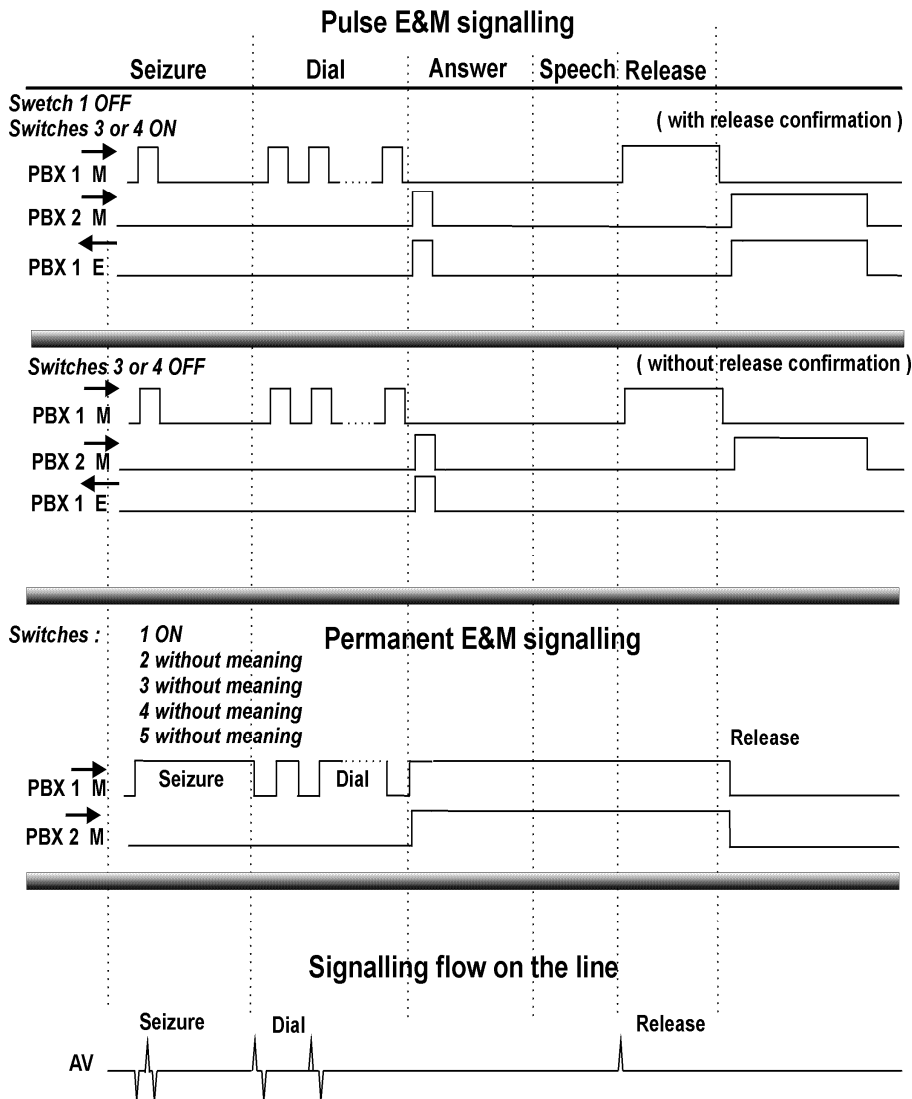 Pulse E&M signalling
Seizure Dial Answer Speech Release
Swetch 1 OFF
Switches 3 or 4 ON
( with release confirmation )
PBX 1 M
PBX 2 M
PBX 1 E
Switches 3 or 4 OFF
( without release confirmation )
PBX 1 M
PBX 2 M
PBX 1 E
Permanent E&M signalling
Switches : 1 ON
2 without meaning
3 without meaning
4 without meaning
5 without meaning
Release
PBX 1 M Seizure Dial
PBX 2 M
Signalling flow on the line
Seizure Dial Release
AV